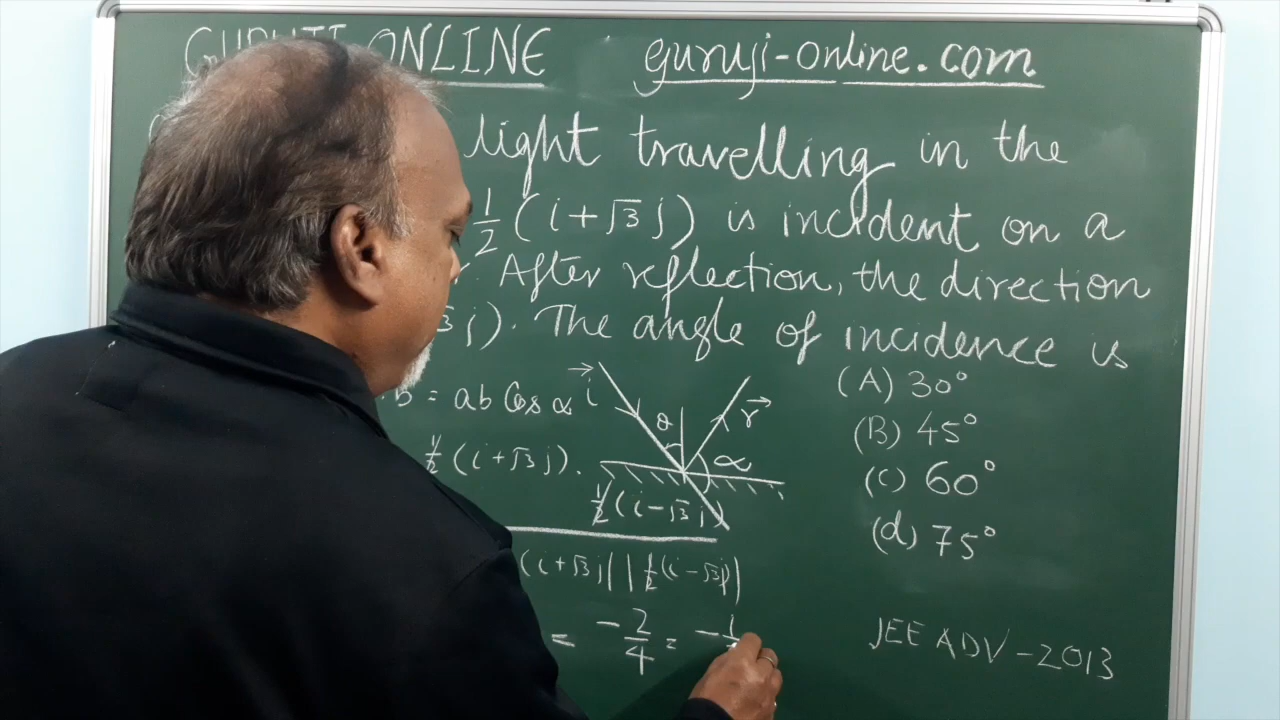 GURUJI ONLINE guruji-online.com
light travelling in the
1/2 (i+√3 j) is incident on a
After reflection, the direction
j). The angle of incidence is
= ab Cos α
1/2 (i+√3 j).
i
θ
r
α
1/2 (i-√3 j)
(i+√3 j| |1/2 (i-√3 j)|
= -2/4 = -1
(A) 30°
(B) 45°
(C) 60°
(d) 75°
JEE ADV-2013